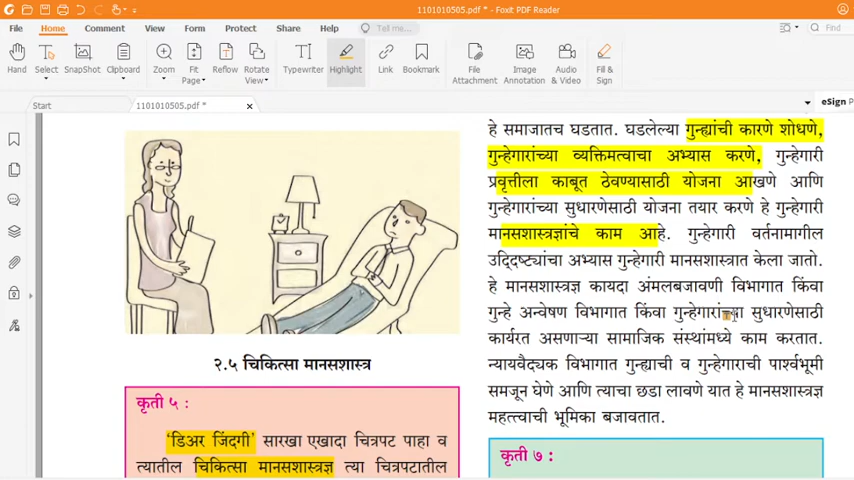 1101010505.pdf * - Foxit PDF Reader
File Home Comment View Form Protect Share Help Tell me... Find
Hand Select SnapShot Clipboard Zoom Fit Page Reflow Rotate View Typewriter Highlight Link Bookmark File Attachment Image Annotation Audio & Video Fill & Sign
Start 1101010505.pdf * eSign
२.५ चिकित्सा मानसशास्त्र
कृती ५ :
'डिअर जिंदगी' सारखा एखादा चित्रपट पाहा व
त्यातील चिकित्सा मानसशास्त्रज्ञ त्या चित्रपटातील
हे समाजातच घडतात. घडलेल्या गुन्ह्यांची कारणे शोधणे,
गुन्हेगारांच्या व्यक्तिमत्वाचा अभ्यास करणे, गुन्हेगारी
प्रवृत्तीला काबूत ठेवण्यासाठी योजना आखणे आणि
गुन्हेगारांच्या सुधारणेसाठी योजना तयार करणे हे गुन्हेगारी
मानसशास्त्रज्ञांचे काम आहे. गुन्हेगारी वर्तनामागील
उद्दिष्ट्यांचा अभ्यास गुन्हेगारी मानसशास्त्रात केला जातो.
हे मानसशास्त्रज्ञ कायदा अंमलबजावणी विभागात किंवा
गुन्हे अन्वेषण विभागात किंवा सुधारणेसाठी
कार्यरत असणाऱ्या सामाजिक संस्थांमध्ये काम करतात.
न्यायवैद्यक विभागात गुन्ह्याची व गुन्हेगाराची पार्श्वभूमी
समजून घेणे आणि त्याचा छडा लावणे यात हे मानसशास्त्रज्ञ
महत्त्वाची भूमिका बजावतात.
कृती ७ :